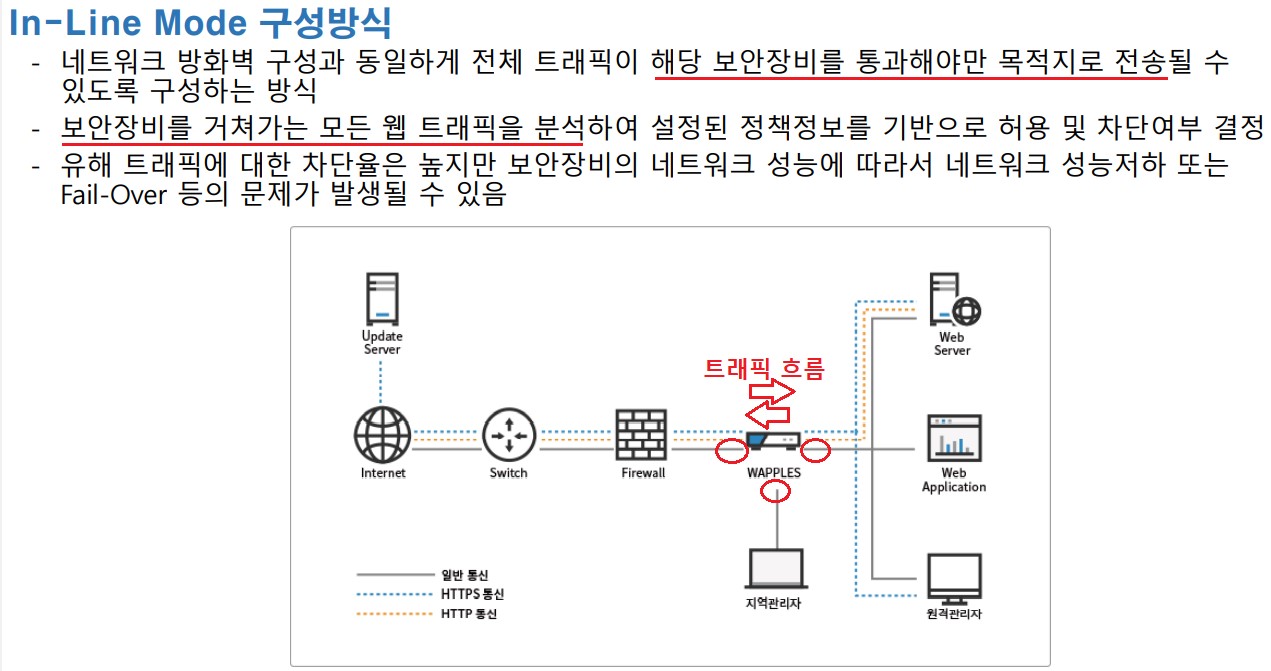 In-Line Mode 구성방식
- 네트워크 방화벽 구성과 동일하게 전체 트래픽이 해당 보안장비를 통과해야만 목적지로 전송될 수
있도록 구성하는 방식
- 보안장비를 거쳐가는 모든 웹 트래픽을 분석하여 설정된 정책정보를 기반으로 허용 및 차단여부 결정
- 유해 트래픽에 대한 차단율은 높지만 보안장비의 네트워크 성능에 따라서 네트워크 성능저하 또는
Fail-Over 등의 문제가 발생될 수 있음
Update
Server
Web
Server
트래픽 흐름
Internet
Switch
Firewall
WAPPLES
Web
Application
지역관리자
원격관리자
일반 통신
HTTPS 통신
HTTP 통신